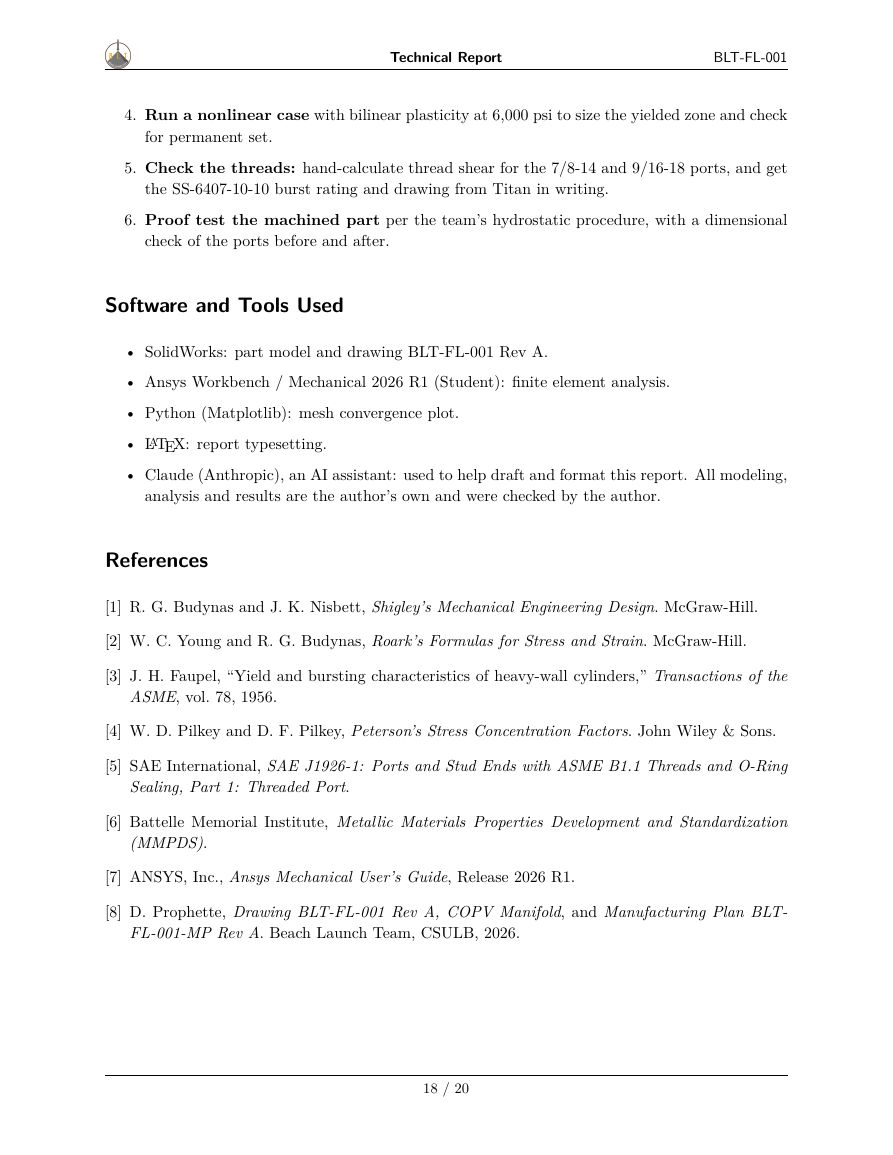 Technical Report
BLT-FL-001
4. Run a nonlinear case with bilinear plasticity at 6,000 psi to size the yielded zone and check
for permanent set.
5. Check the threads: hand-calculate thread shear for the 7/8-14 and 9/16-18 ports, and get
the SS-6407-10-10 burst rating and drawing from Titan in writing.
6. Proof test the machined part per the team's hydrostatic procedure, with a dimensional
check of the ports before and after.
Software and Tools Used
• SolidWorks: part model and drawing BLT-FL-001 Rev A.
• Ansys Workbench / Mechanical 2026 R1 (Student): finite element analysis.
• Python (Matplotlib): mesh convergence plot.
• LATEX: report typesetting.
• Claude (Anthropic), an AI assistant: used to help draft and format this report. All modeling,
analysis and results are the author's own and were checked by the author.
References
[1] R. G. Budynas and J. K. Nisbett, Shigley's Mechanical Engineering Design. McGraw-Hill.
[2] W. C. Young and R. G. Budynas, Roark's Formulas for Stress and Strain. McGraw-Hill.
[3] J. H. Faupel, “Yield and bursting characteristics of heavy-wall cylinders,” Transactions of the
ASME, vol. 78, 1956.
[4] W. D. Pilkey and D. F. Pilkey, Peterson's Stress Concentration Factors. John Wiley & Sons.
[5] SAE International, SAE J1926-1: Ports and Stud Ends with ASME B1.1 Threads and O-Ring
Sealing, Part 1: Threaded Port.
[6] Battelle Memorial Institute, Metallic Materials Properties Development and Standardization
(MMPDS).
[7] ANSYS, Inc., Ansys Mechanical User's Guide, Release 2026 R1.
[8] D. Prophette, Drawing BLT-FL-001 Rev A, COPV Manifold, and Manufacturing Plan BLT-
FL-001-MP Rev A. Beach Launch Team, CSULB, 2026.
18 / 20